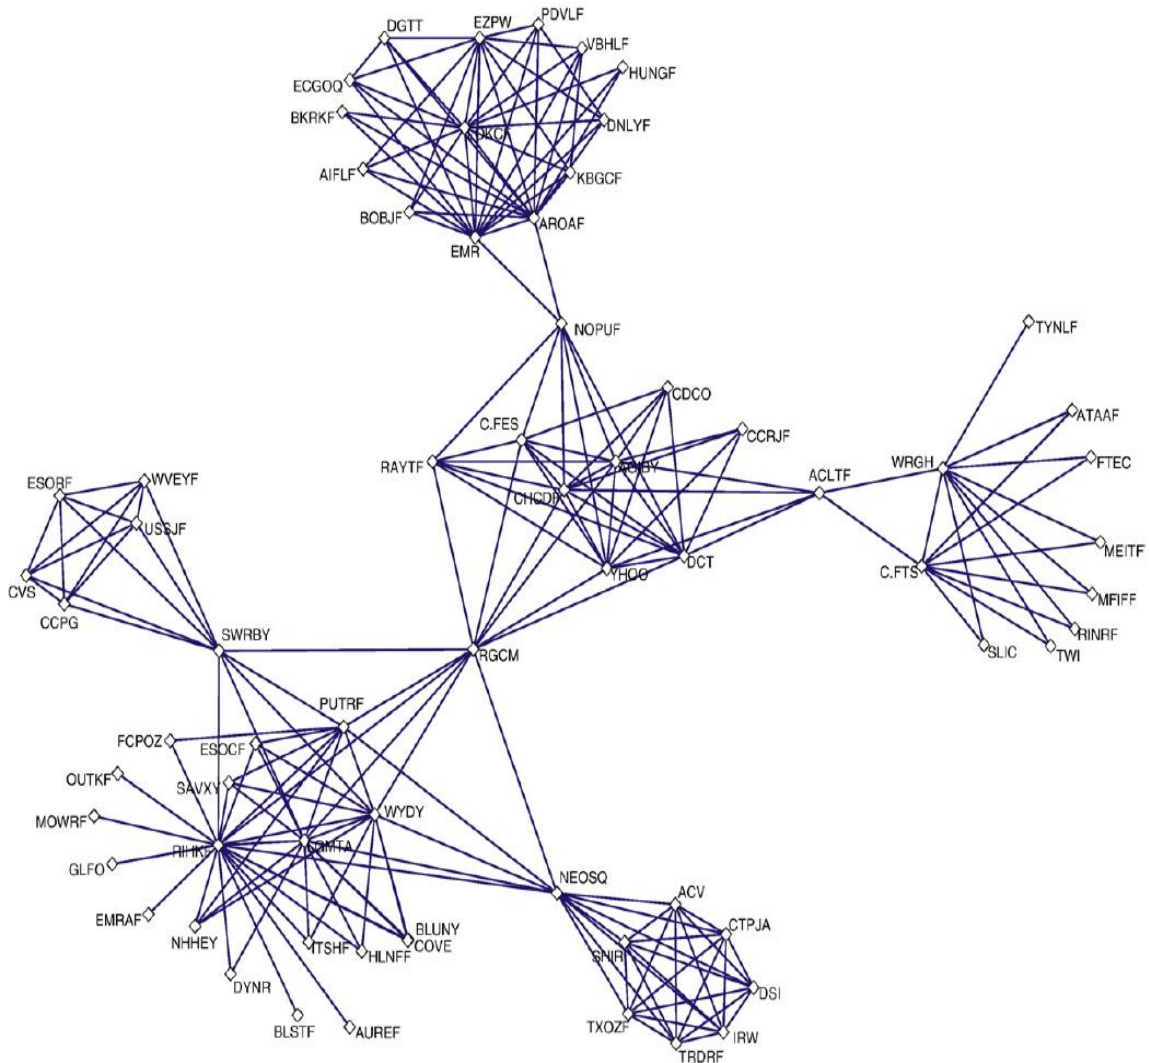 PDVLF
DGTT
EZPW
VBHLF
HUNGF
ECGOQ
BKRKF
DNLYF
AIFLF
KBGCF
BOBJF
AROAF
EMR
NOPUF
TYNLF
CDCO
ATAAF
C.FES
CCRJF
RAYTF
WRGH
FTEC
ACLTF
CHCDF
ESORF
WVEYF
USSJF
MEITF
YHOO
DCT
C.FTS
CVS
MFIFF
CCPG
RINRF
SWRBY
RGCM
SLIC
TWI
PUTRF
FCPOZ
ESOCF
OUTKF
SAVXY
MOWRF
WYDY
RIHKF
GLFO
NEOSQ
ACV
EMRAF
NHHEY
BLUNY
CTPJA
ITSHF
HLNFF
COVE
SHIRF
DYNR
DSI
BLSTF
AUREF
TXOZF
IRW
TRDRF